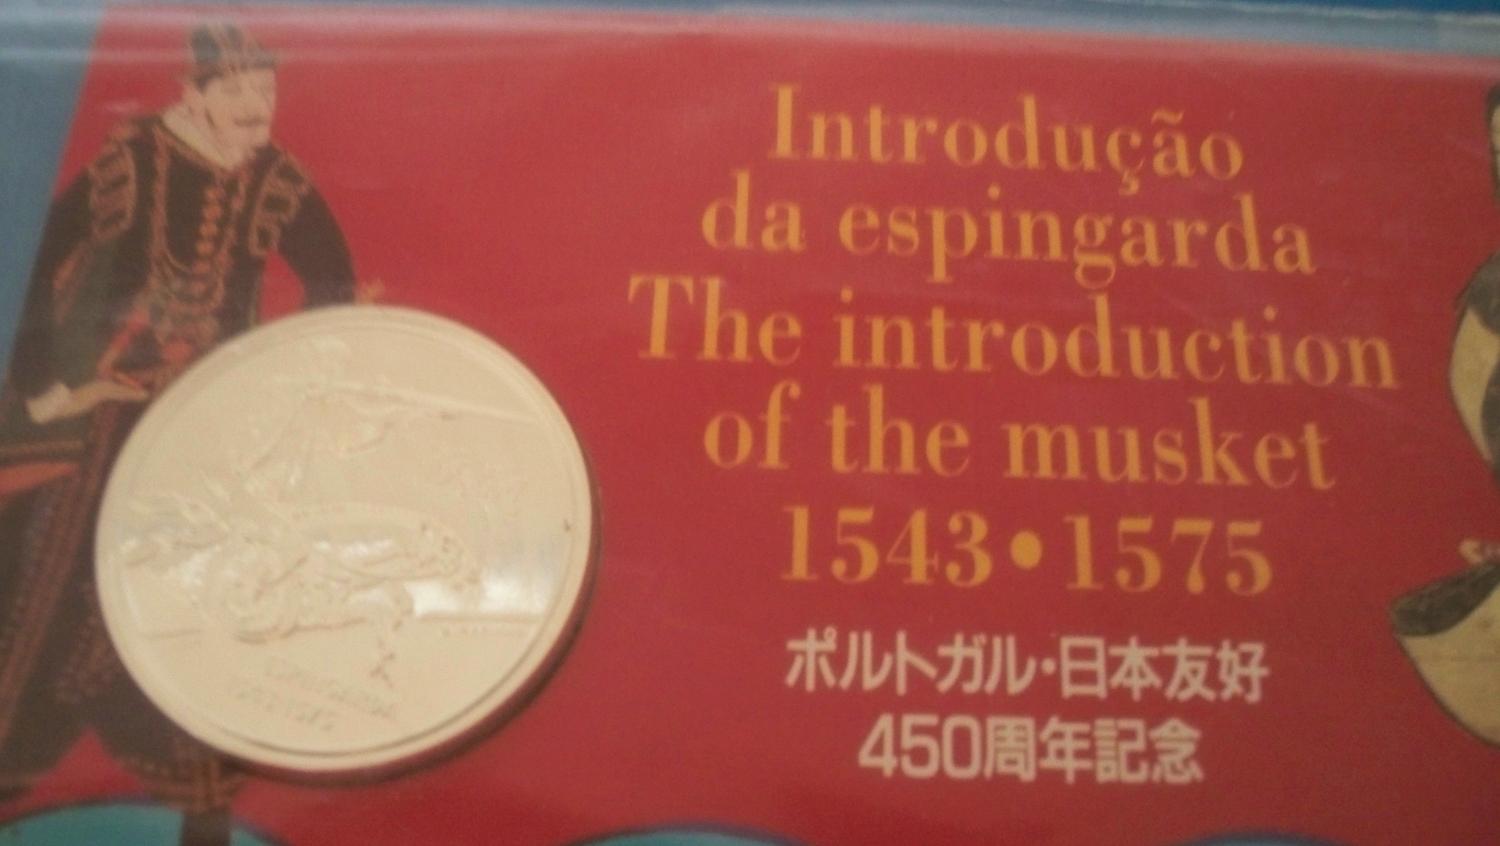 Introdução
da espingarda
The introduction
of the musket
1543•1575
ポルトガル・日本友好
450周年記念